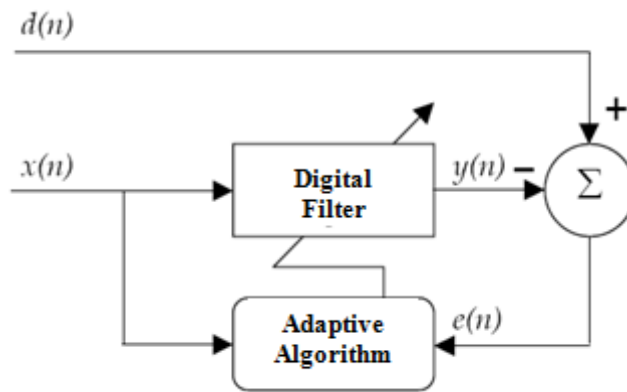 d(n)
+
x(n)
Digital
Filter
y(n)
−
Σ
Adaptive
Algorithm
e(n)